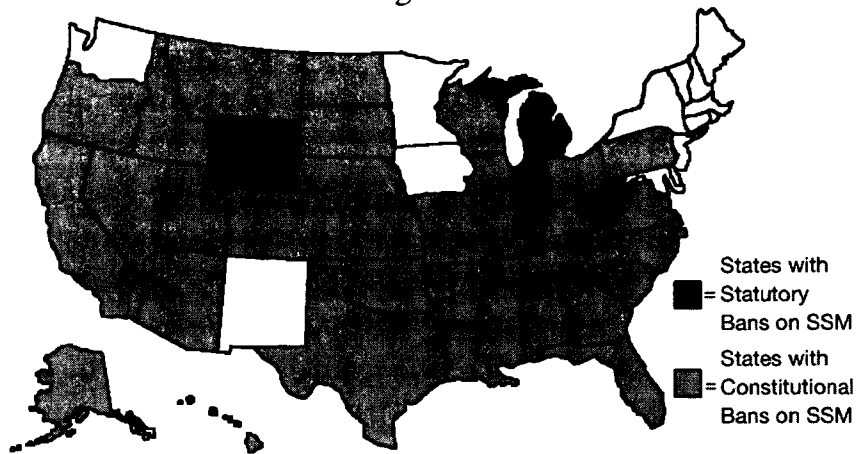 States with
= Statutory
Bans on SSM
States with
= Constitutional
Bans on SSM